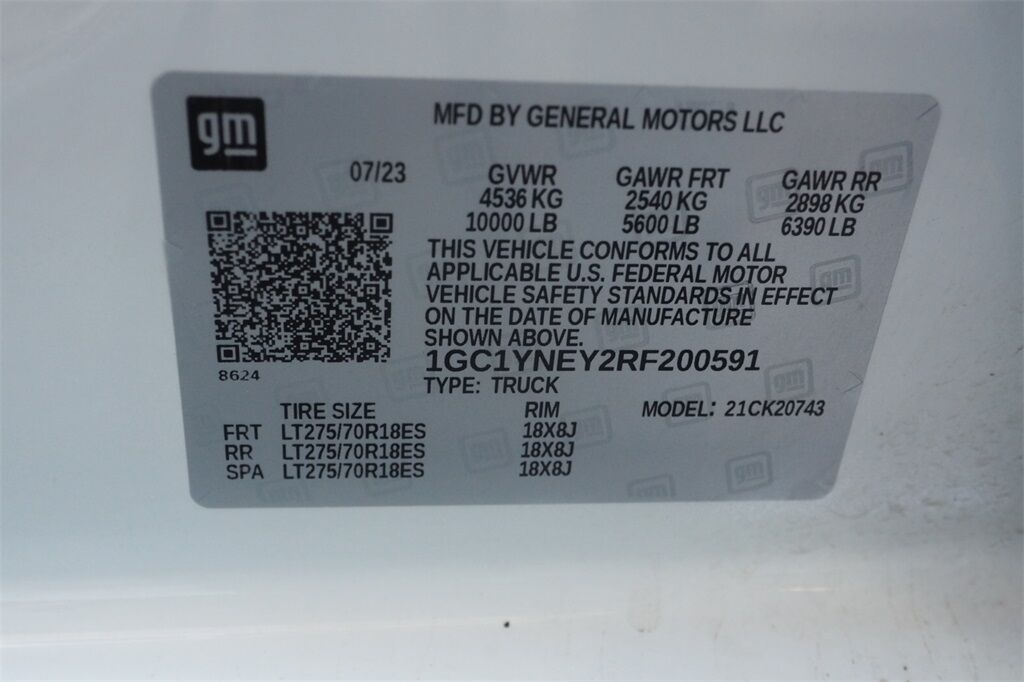 gm
MFD BY GENERAL MOTORS LLC
07/23
GVWR GAWR FRT GAWR RR
4536 KG 2540 KG 2898 KG
10000 LB 5600 LB 6390 LB
THIS VEHICLE CONFORMS TO ALL
APPLICABLE U.S. FEDERAL MOTOR
VEHICLE SAFETY STANDARDS IN EFFECT
ON THE DATE OF MANUFACTURE
SHOWN ABOVE.
8624
1GC1YNEY2RF200591
TYPE: TRUCK
TIRE SIZE RIM MODEL: 21CK20743
FRT LT275/70R18ES 18X8J
RR LT275/70R18ES 18X8J
SPA LT275/70R18ES 18X8J